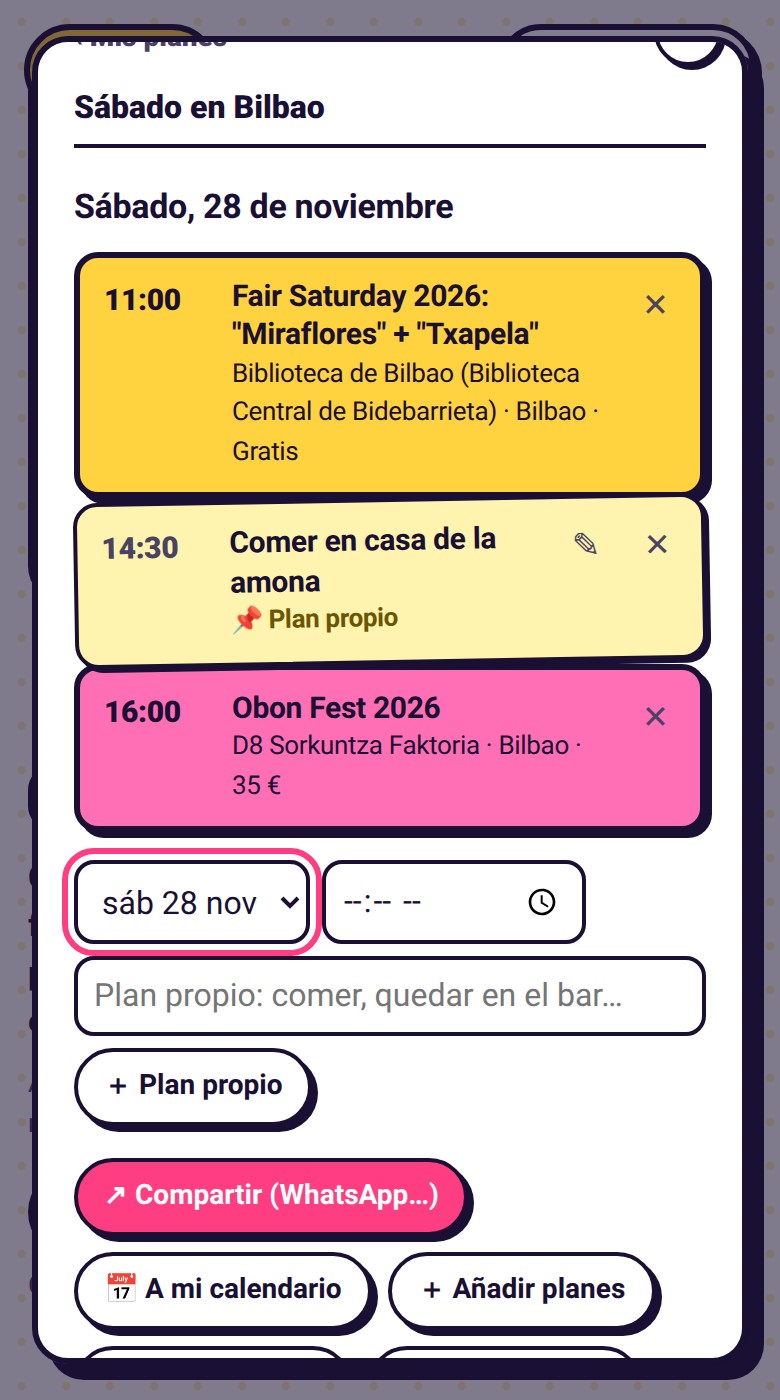 Mis planes
Sábado en Bilbao
Sábado, 28 de noviembre
11:00
Fair Saturday 2026:
"Miraflores" + "Txapela"
Biblioteca de Bilbao (Biblioteca
Central de Bidebarrieta) · Bilbao ·
Gratis
✕
14:30
Comer en casa de la
amona
📌 Plan propio
✎ ✕
16:00
Obon Fest 2026
D8 Sorkuntza Faktoria · Bilbao ·
35 €
✕
sáb 28 nov
--:-- --
Plan propio: comer, quedar en el bar…
+ Plan propio
↗ Compartir (WhatsApp…)
📅 A mi calendario
+ Añadir planes